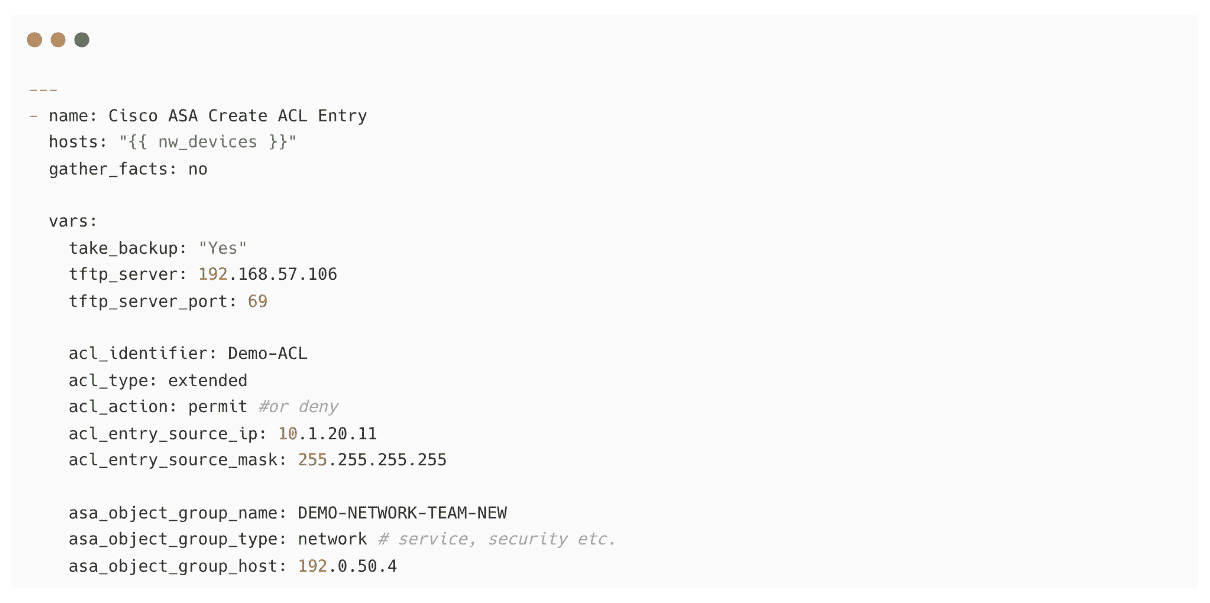 ---
- name: Cisco ASA Create ACL Entry
  hosts: "{{ nw_devices }}"
  gather_facts: no

  vars:
    take_backup: "Yes"
    tftp_server: 192.168.57.106
    tftp_server_port: 69

    acl_identifier: Demo-ACL
    acl_type: extended
    acl_action: permit #or deny
    acl_entry_source_ip: 10.1.20.11
    acl_entry_source_mask: 255.255.255.255

    asa_object_group_name: DEMO-NETWORK-TEAM-NEW
    asa_object_group_type: network # service, security etc.
    asa_object_group_host: 192.0.50.4